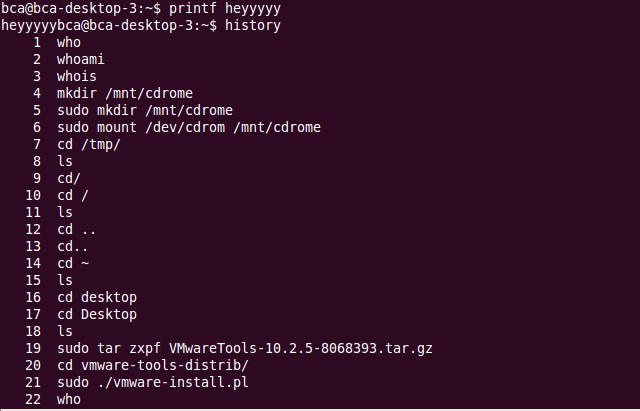 bca@bca-desktop-3:~$ printf heyyyyy
heyyyyybca@bca-desktop-3:~$ history
1 who
2 whoami
3 whois
4 mkdir /mnt/cdrome
5 sudo mkdir /mnt/cdrome
6 sudo mount /dev/cdrom /mnt/cdrome
7 cd /tmp/
8 ls
9 cd/
10 cd /
11 ls
12 cd ..
13 cd..
14 cd ~
15 ls
16 cd desktop
17 cd Desktop
18 ls
19 sudo tar zxpf VMwareTools-10.2.5-8068393.tar.gz
20 cd vmware-tools-distrib/
21 sudo ./vmware-install.pl
22 who